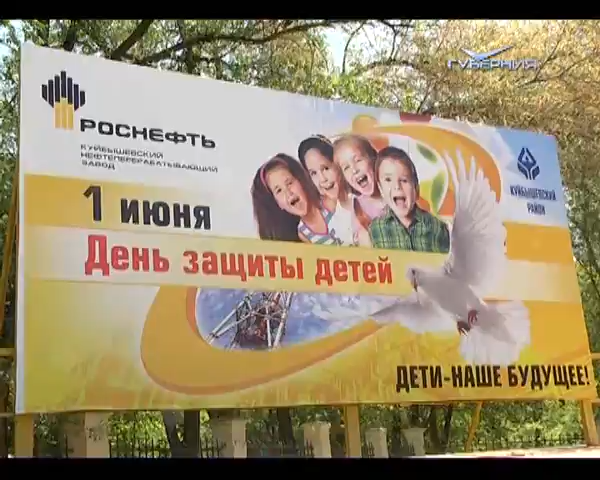 ГУБЕРНИЯ
РОСНЕФТЬ
КУЙБЫШЕВСКИЙ
НЕФТЕПЕРЕРАБАТЫВАЮЩИЙ
ЗАВОД
КУЙБЫШЕВСКИЙ
РАЙОН
1 июня
День защиты детей
ДЕТИ-НАШЕ БУДУЩЕЕ!